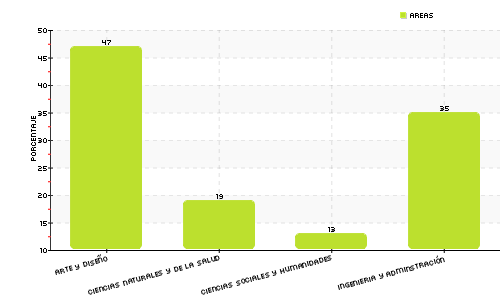 AREAS
PORCENTAJE
50
45
40
35
30
25
20
15
10
47
19
13
35
ARTE Y DISEÑO
CIENCIAS NATURALES Y DE LA SALUD
CIENCIAS SOCIALES Y HUMANIDADES
INGENIERIA Y ADMINSTRACIÓN